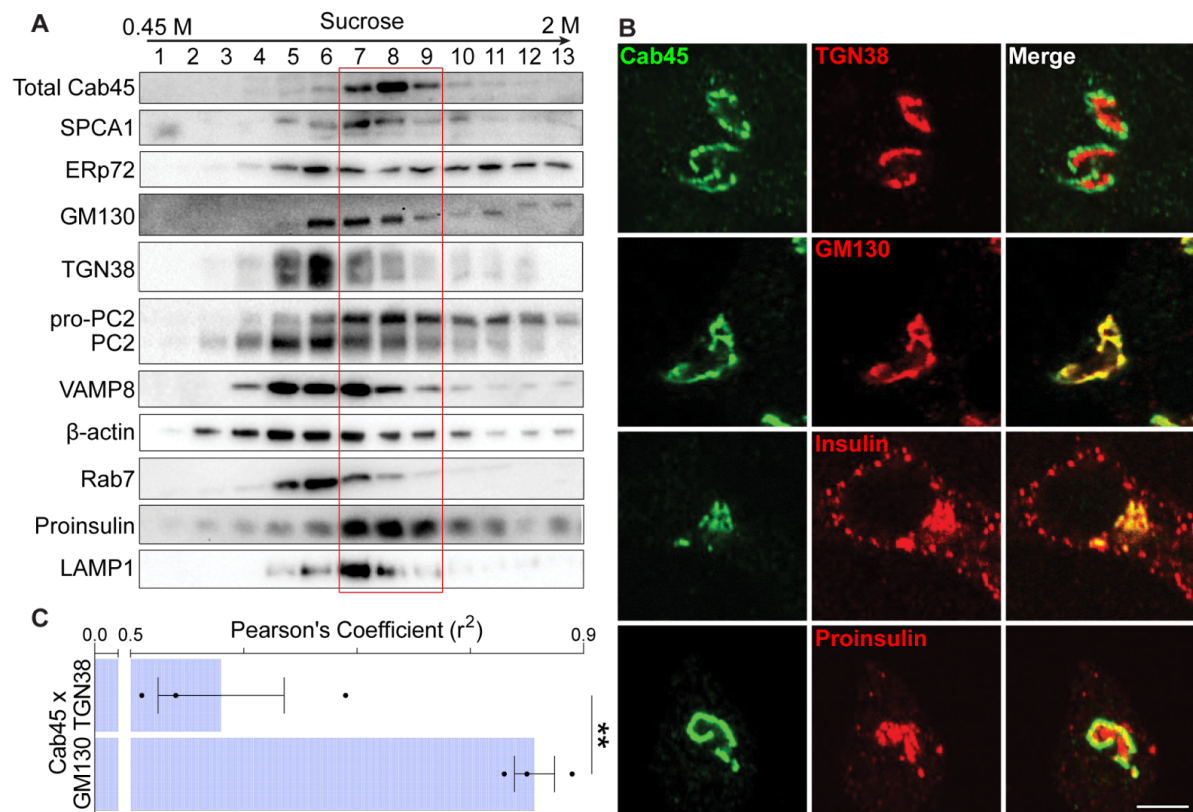 A
0.45 M Sucrose 2 M
1 2 3 4 5 6 7 8 9 10 11 12 13
Total Cab45
SPCA1
ERp72
GM130
TGN38
pro-PC2
PC2
VAMP8
β-actin
Rab7
Proinsulin
LAMP1
B
Cab45 TGN38 Merge
GM130
Insulin
Proinsulin
C
Pearson's Coefficient (r²)
0.0 0.5 0.9
Cab45 x
GM130 TGN38
**